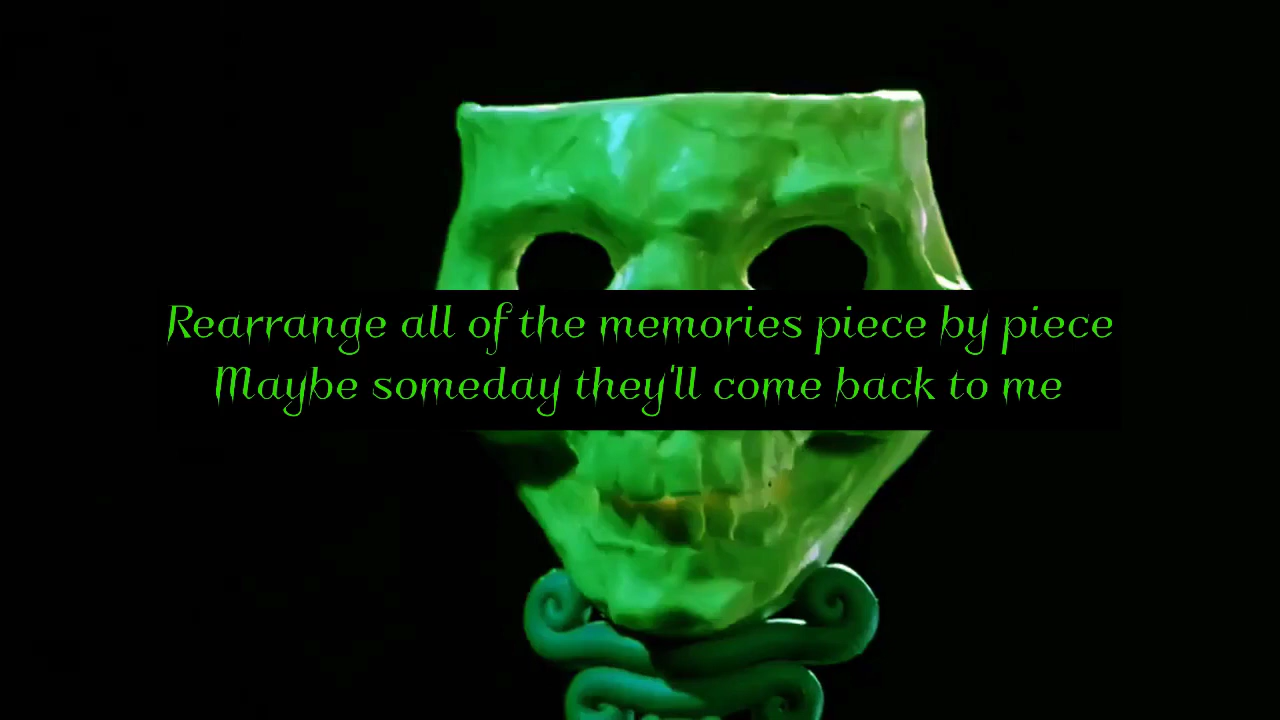 Rearrange all of the memories piece by piece
Maybe someday they'll come back to me